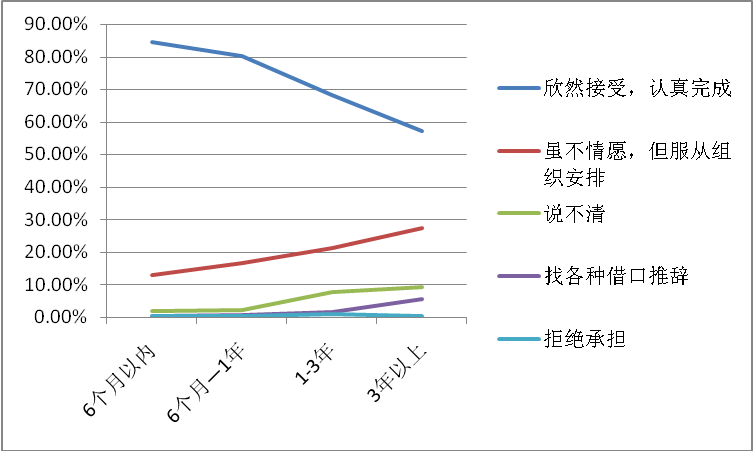 90.00%
80.00%
70.00%
60.00%
50.00%
40.00%
30.00%
20.00%
10.00%
0.00%
6个月以内
6个月—1年
1-3年
3年以上
欣然接受，认真完成
虽不情愿，但服从组
织安排
说不清
找各种借口推辞
拒绝承担